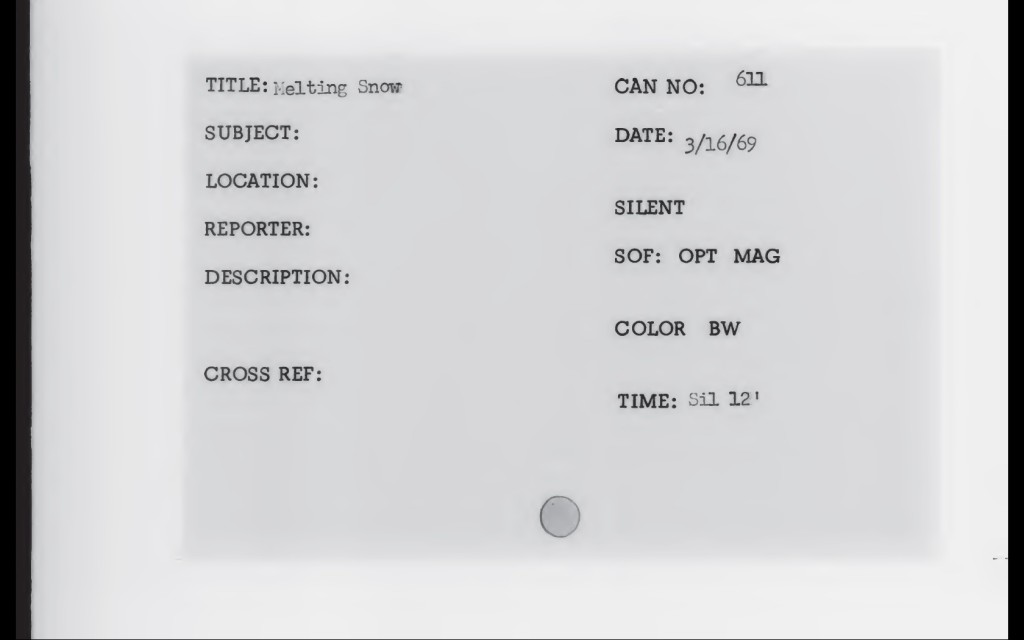 TITLE: Melting Snow
SUBJECT:
LOCATION:
REPORTER:
DESCRIPTION:
CROSS REF:
CAN NO: 611
DATE: 3/16/69
SILENT
SOF: OPT MAG
COLOR BW
TIME: Sil 12'